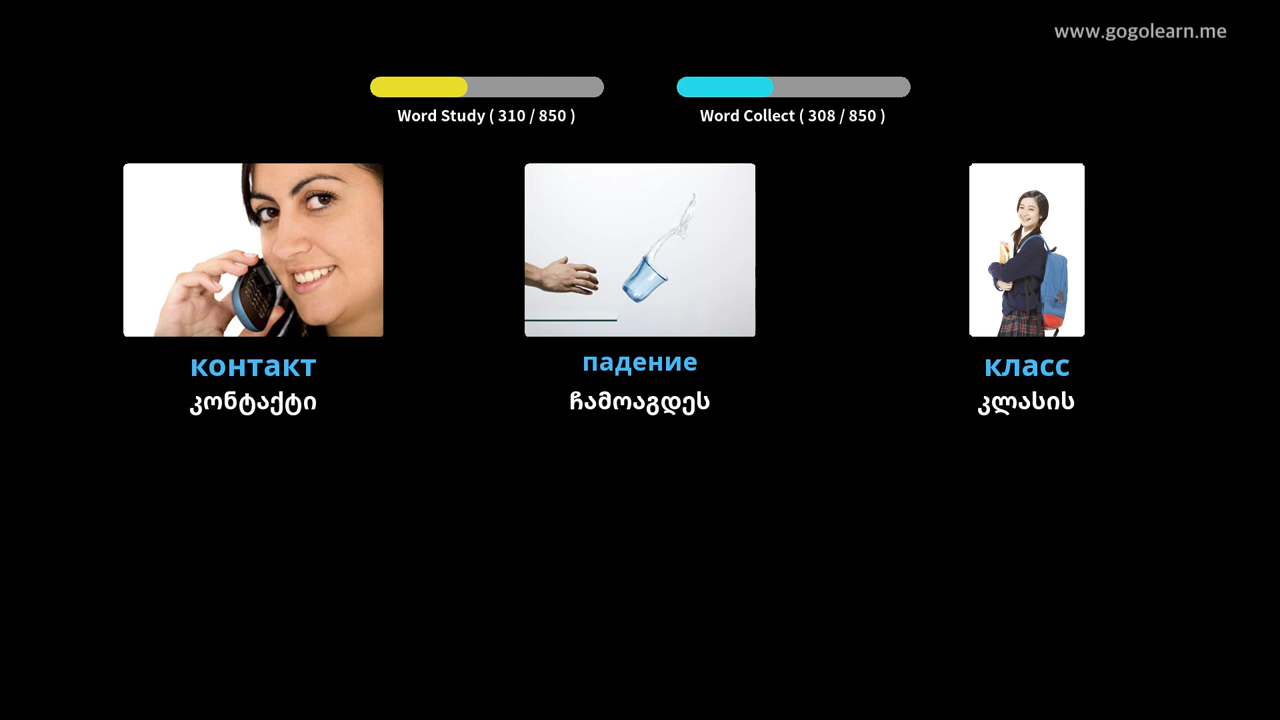 www.gogolearn.me
Word Study ( 310 / 850 )
Word Collect ( 308 / 850 )
контакт
падение
класс
კონტაქტი
ჩამოაგდეს
კლასის